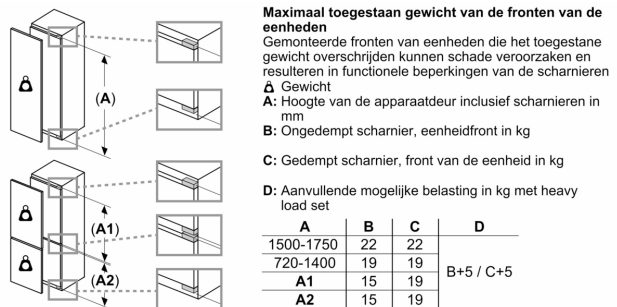 Maximaal toegestaan gewicht van de fronten van de
eenheden
Gemonteerde fronten van eenheden die het toegestane
gewicht overschrijden kunnen schade veroorzaken en
resulteren in functionele beperkingen van de scharnieren
Gewicht
A: Hoogte van de apparaatdeur inclusief scharnieren in
mm
B: Ongedempt scharnier, eenheidfront in kg
C: Gedempt scharnier, front van de eenheid in kg
D: Aanvullende mogelijke belasting in kg met heavy
load set
A B C D
1500-1750 22 22
720-1400 19 19
B+5 / C+5
A1 15 19
A2 15 19
(A)
(A1)
(A2)